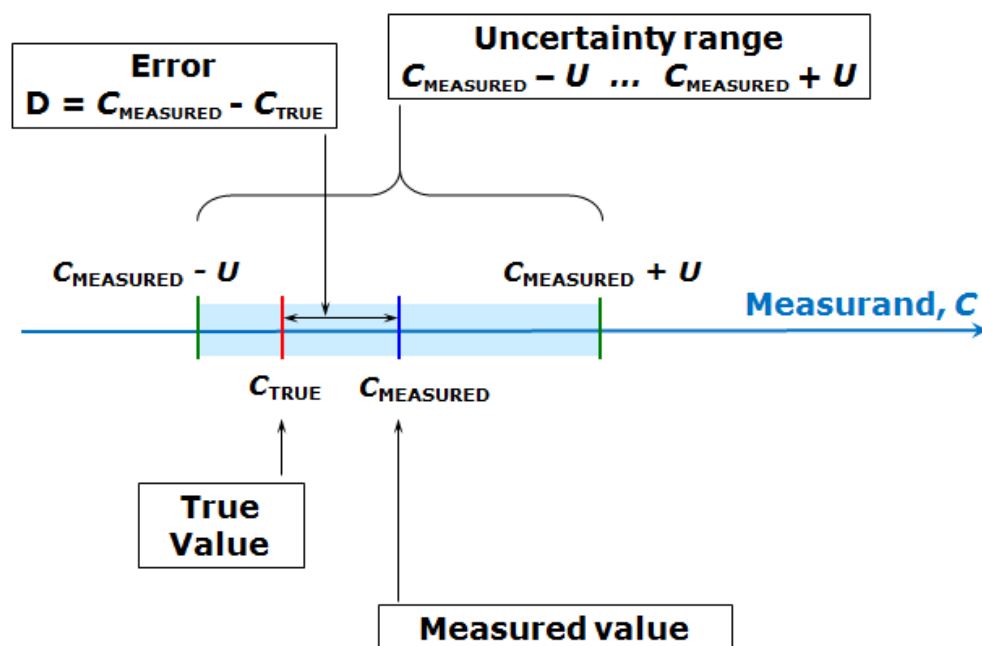 Error
D = CMEASURED - CTRUE
Uncertainty range
CMEASURED – U ... CMEASURED + U
CMEASURED - U
CMEASURED + U
Measurand, C
CTRUE
CMEASURED
True
Value
Measured value